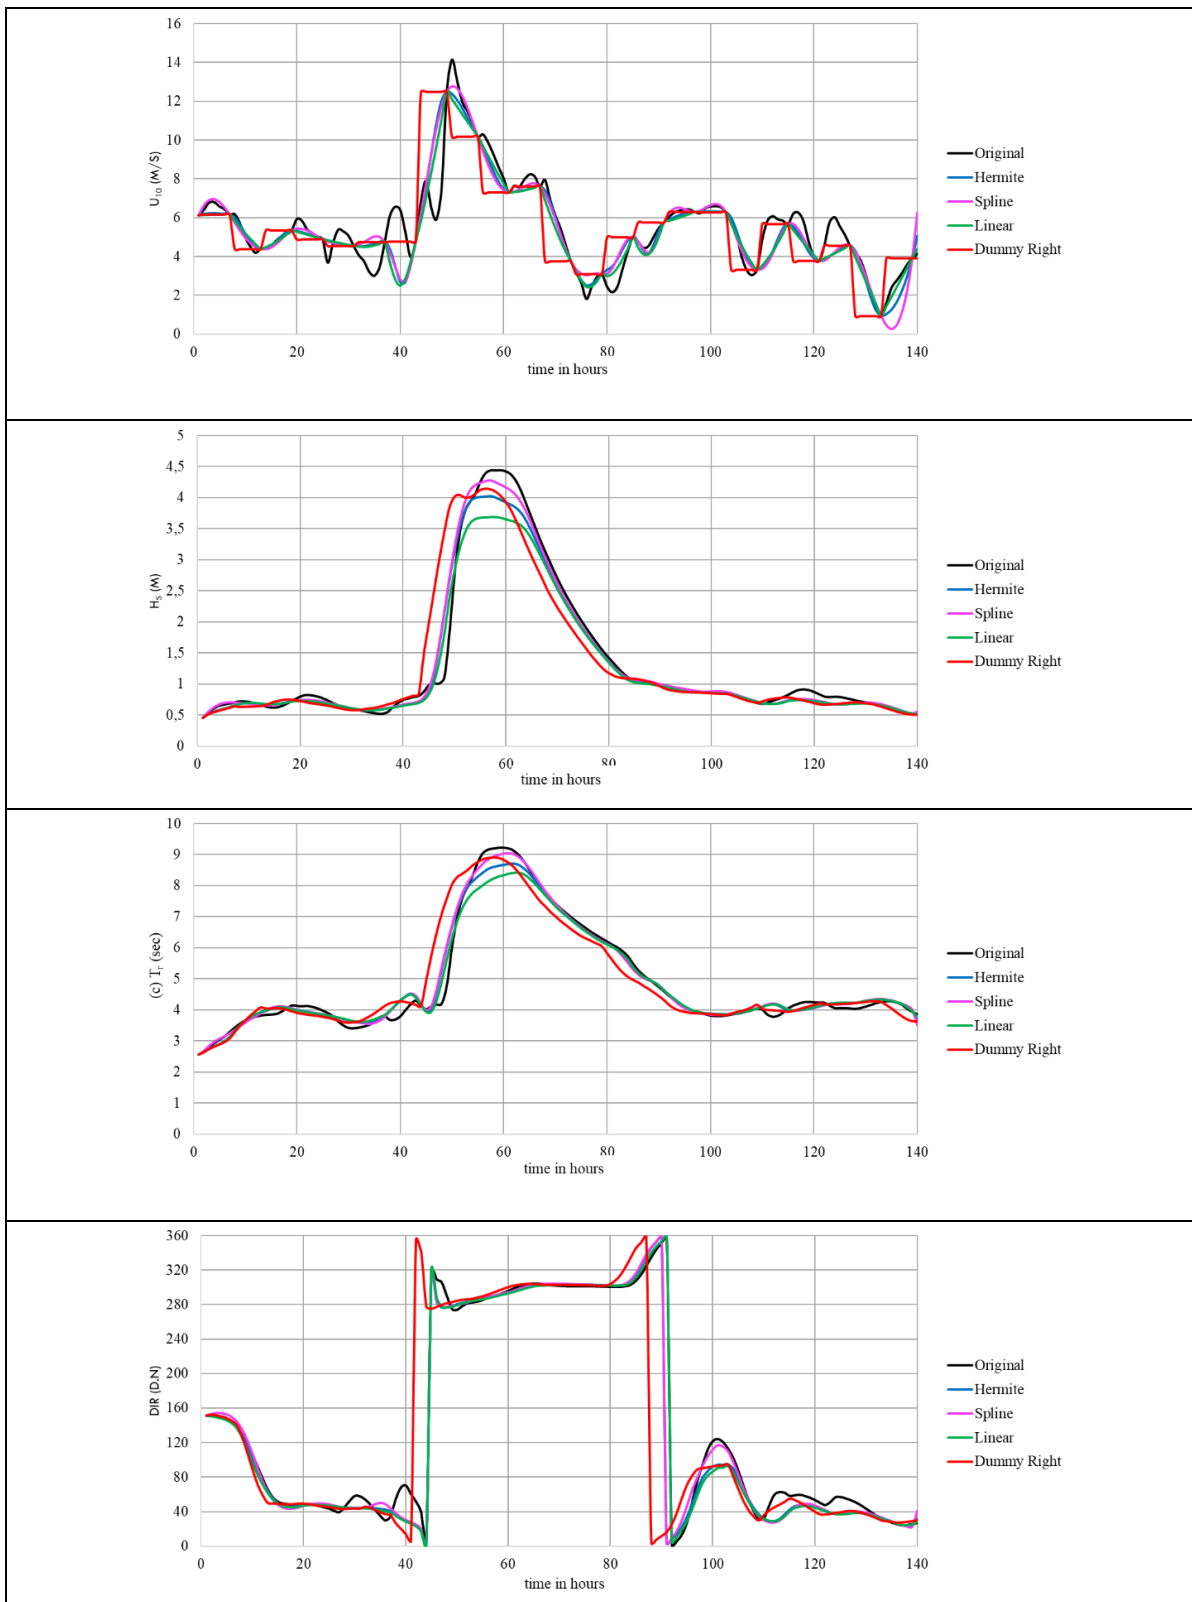 16
14
12
10
8
6
4
2
0
U10 (M/S)
0 20 40 60 80 100 120 140
time in hours
Original
Hermite
Spline
Linear
Dummy Right
5
4,5
4
3,5
3
2,5
2
1,5
1
0,5
0
HS (M)
0 20 40 60 80 100 120 140
time in hours
Original
Hermite
Spline
Linear
Dummy Right
10
9
8
7
6
5
4
3
2
1
0
(c) Tr (sec)
0 20 40 60 80 100 120 140
time in hours
Original
Hermite
Spline
Linear
Dummy Right
360
320
280
240
200
160
120
80
40
0
DIR (D.N)
0 20 40 60 80 100 120 140
time in hours
Original
Hermite
Spline
Linear
Dummy Right